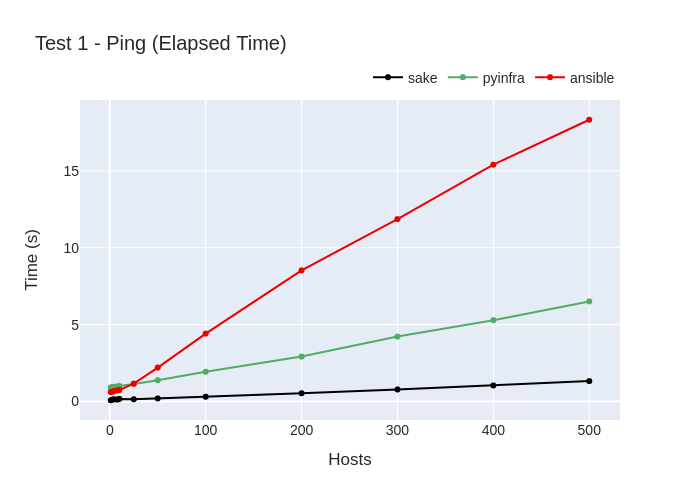 Test 1 - Ping (Elapsed Time)
sake pyinfra ansible
15
10
5
0
Time (s)
0 100 200 300 400 500
Hosts